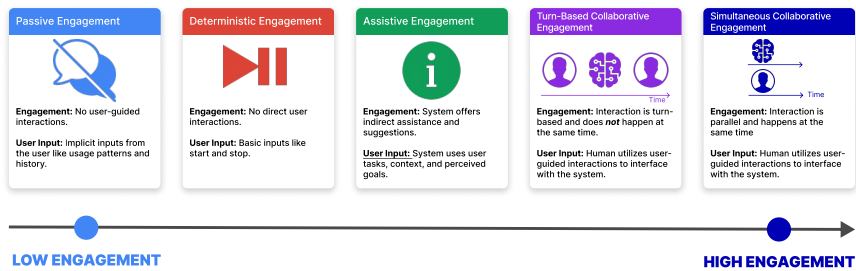 Passive Engagement
Engagement: No user-guided
interactions.
User Input: Implicit inputs from
the user like usage patterns and
history.
Deterministic Engagement
Engagement: No direct user
interactions.
User Input: Basic inputs like
start and stop.
Assistive Engagement
i
Engagement: System offers
indirect assistance and
suggestions.
User Input: System uses user
tasks, context, and perceived
goals.
Turn-Based Collaborative
Engagement
Time
Engagement: Interaction is turn-
based and does not happen at
the same time.
User Input: Human utilizes user-
guided interactions to interface
with the system.
Simultaneous Collaborative
Engagement
Time
Engagement: Interaction is
parallel and happens at the
same time
User Input: Human utilizes user-
guided interactions to interface
with the system.
LOW ENGAGEMENT
HIGH ENGAGEMENT